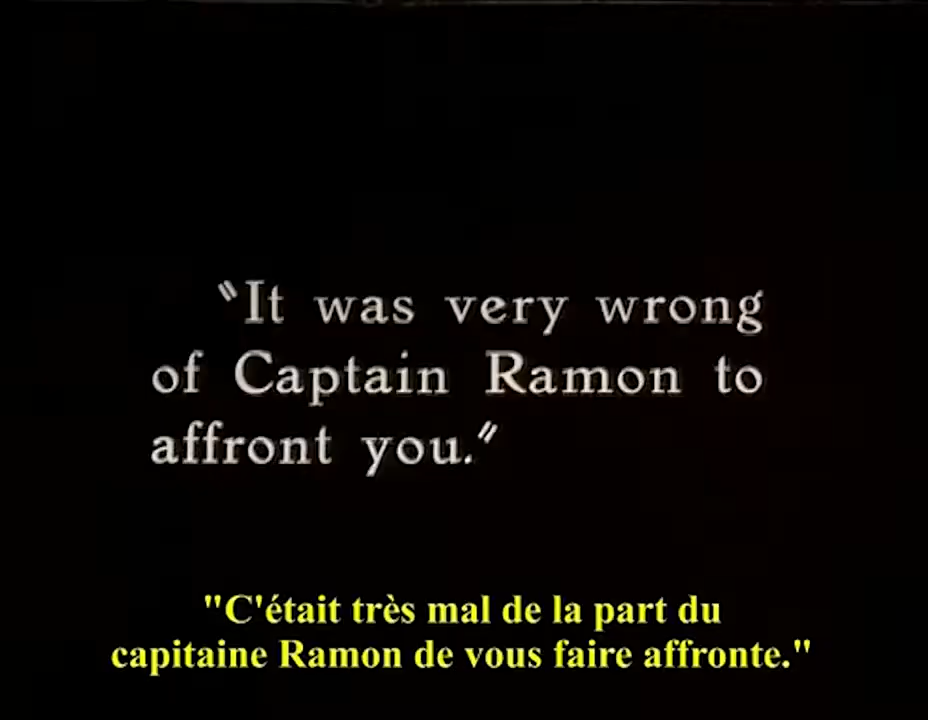 "It was very wrong
of Captain Ramon to
affront you."
"C'était très mal de la part du
capitaine Ramon de vous faire affronte."